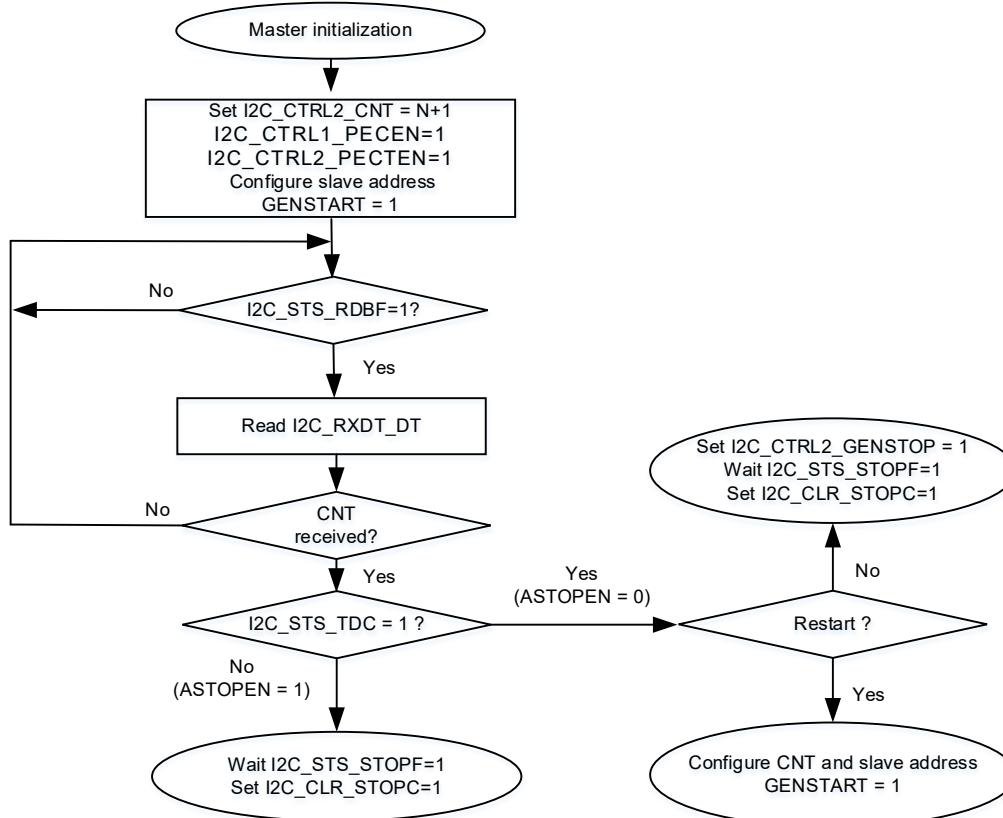 Master initialization
Set I2C_CTRL2_CNT = N+1
I2C_CTRL1_PECEN=1
I2C_CTRL2_PECTEN=1
Configure slave address
GENSTART = 1
No
I2C_STS_RDBF=1?
Yes
Read I2C_RXDT_DT
No
CNT
received?
Yes
I2C_STS_TDC = 1 ?
Yes
(ASTOPEN = 0)
No
(ASTOPEN = 1)
Wait I2C_STS_STOPF=1
Set I2C_CLR_STOPC=1
Set I2C_CTRL2_GENSTOP = 1
Wait I2C_STS_STOPF=1
Set I2C_CLR_STOPC=1
No
Restart ?
Yes
Configure CNT and slave address
GENSTART = 1